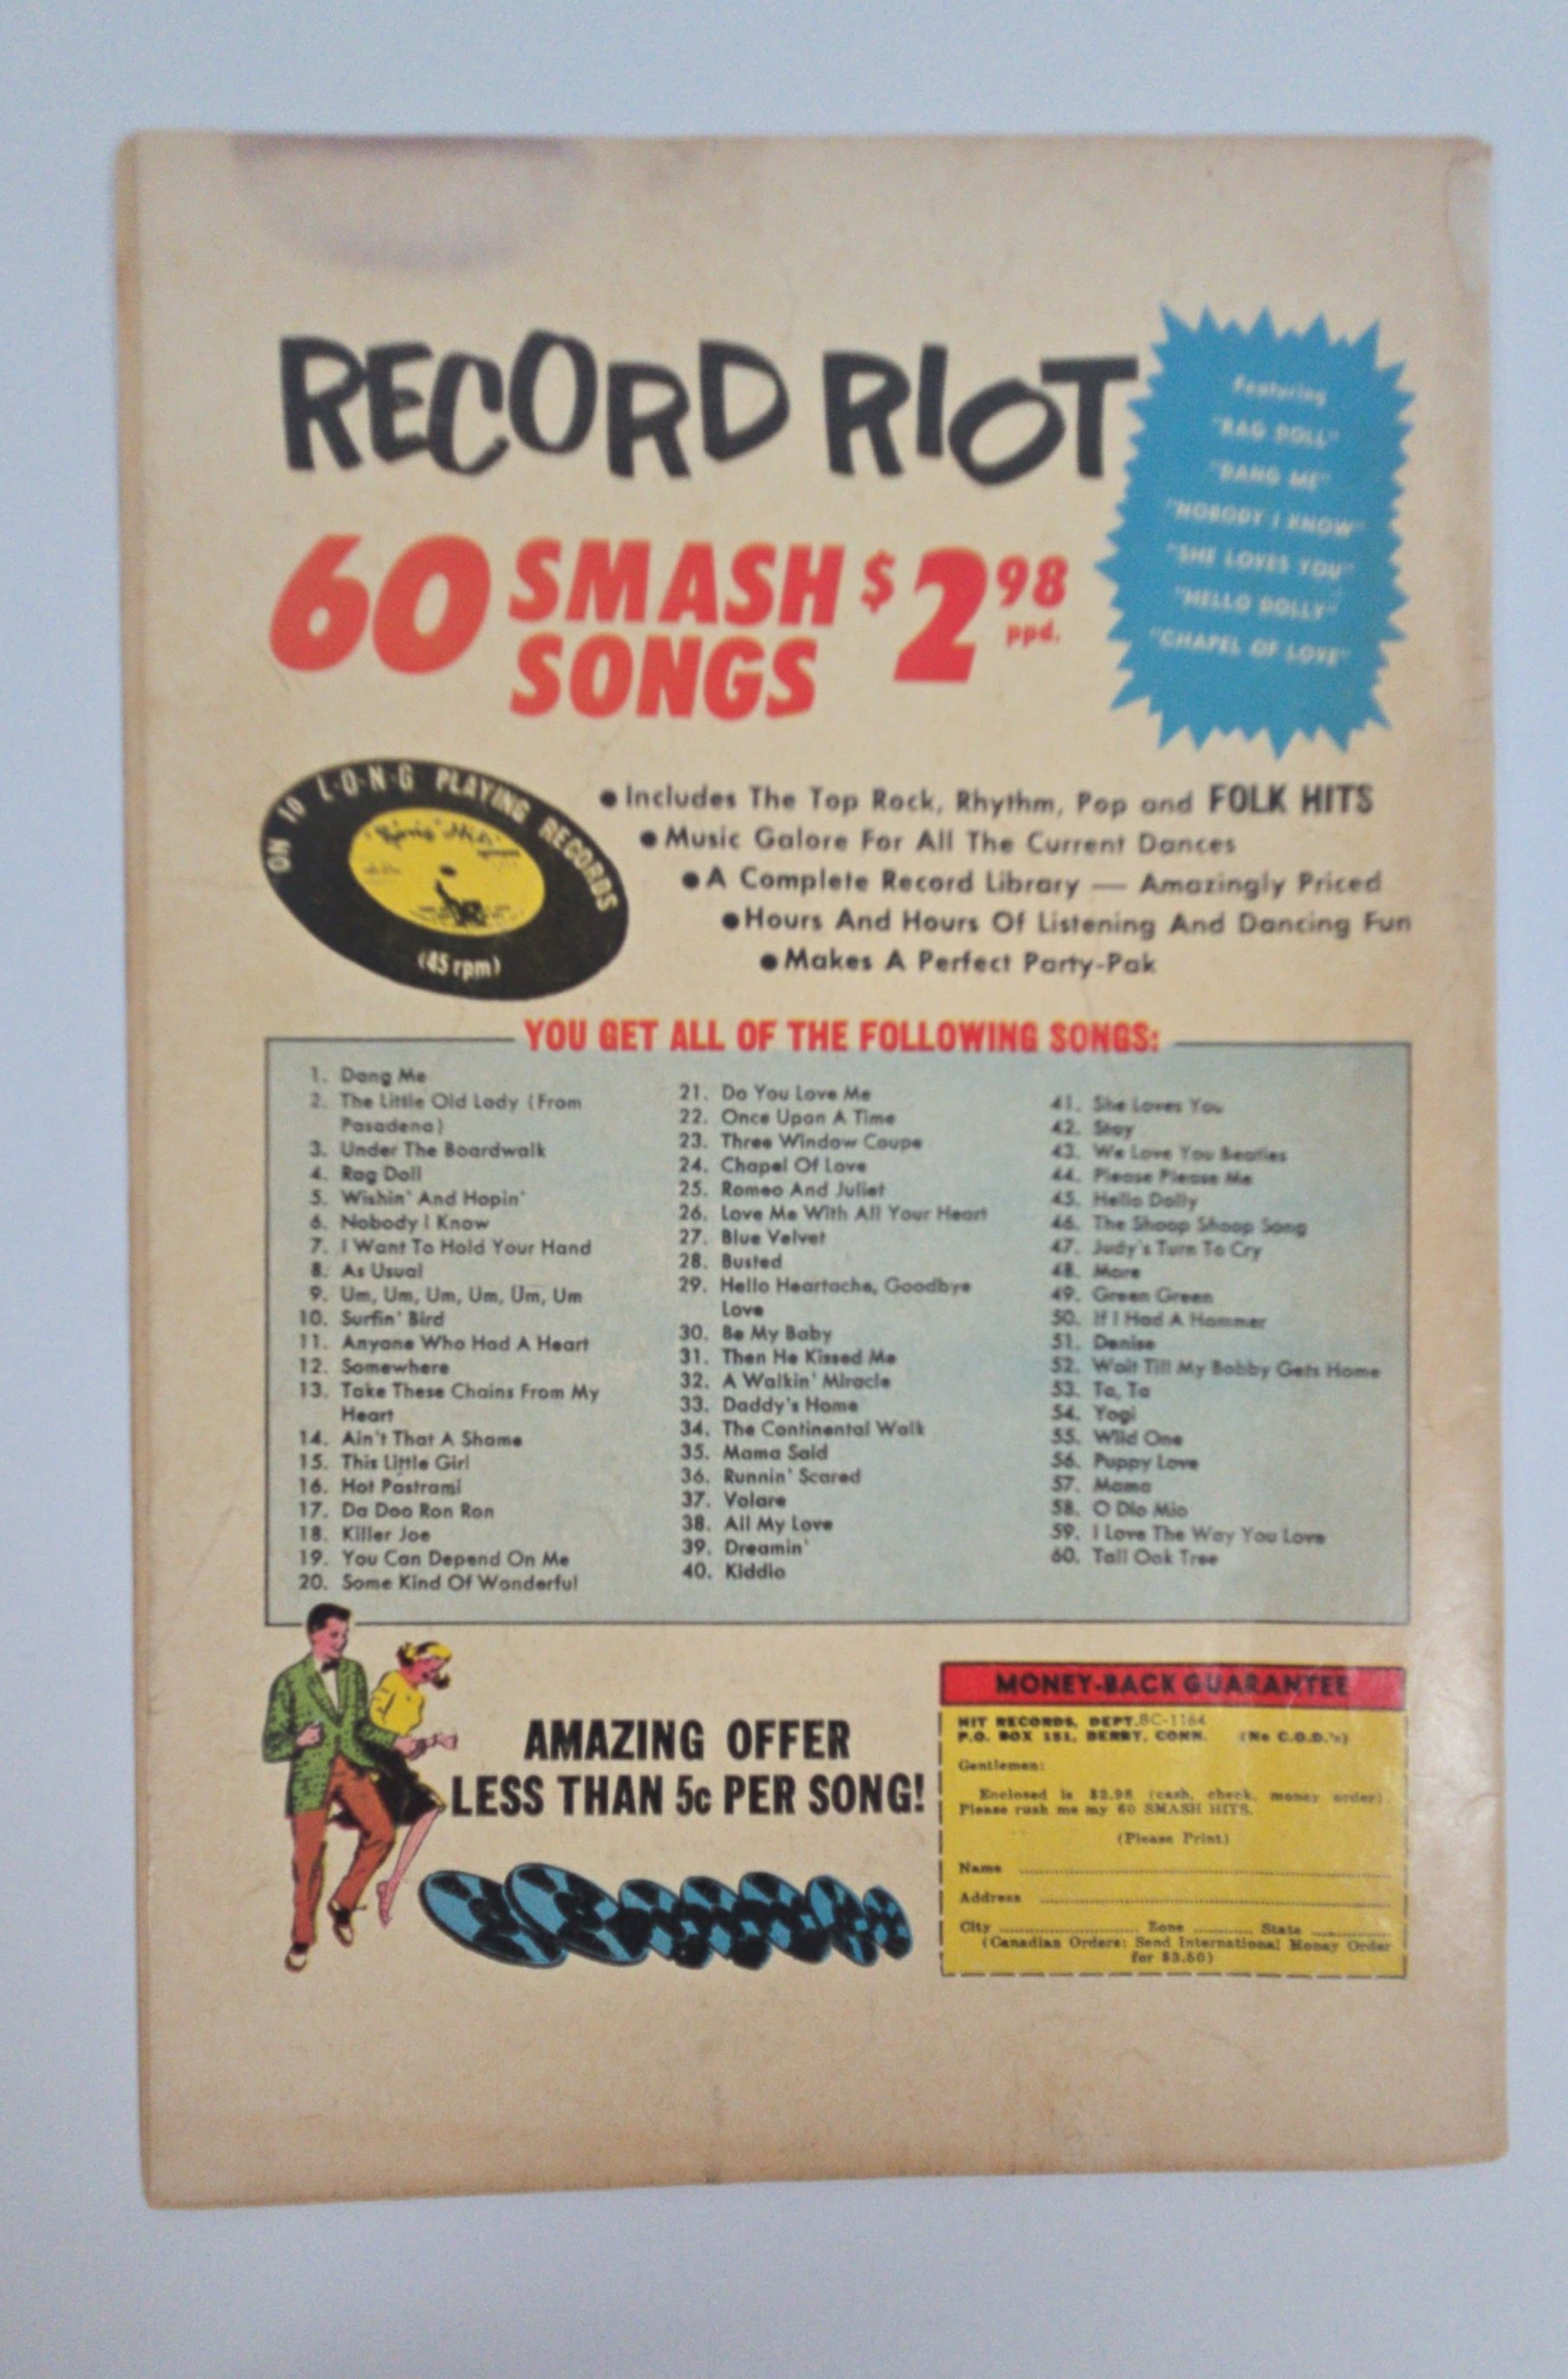 RECORD RIOT
Featuring
"RAG DOLL"
"DANG ME"
"NOBODY I KNOW"
"SHE LOVES YOU"
"HELLO DOLLY"
"CHAPEL OF LOVE"
60 SMASH SONGS $2.98 ppd.
ON 10 L-O-N-G PLAYING RECORDS
(45 rpm)
● Includes The Top Rock, Rhythm, Pop and FOLK HITS
● Music Galore For All The Current Dances
● A Complete Record Library — Amazingly Priced
● Hours And Hours Of Listening And Dancing Fun
● Makes A Perfect Party-Pak
YOU GET ALL OF THE FOLLOWING SONGS:
1. Dang Me
2. The Little Old Lady (From
Pasadena)
3. Under The Boardwalk
4. Rag Doll
5. Wishin' And Hopin'
6. Nobody I Know
7. I Want To Hold Your Hand
8. As Usual
9. Um, Um, Um, Um, Um, Um
10. Surfin' Bird
11. Anyone Who Had A Heart
12. Somewhere
13. Take These Chains From My
Heart
14. Ain't That A Shame
15. This Little Girl
16. Hot Pastrami
17. Da Doo Ron Ron
18. Killer Joe
19. You Can Depend On Me
20. Some Kind Of Wonderful
21. Do You Love Me
22. Once Upon A Time
23. Three Window Coupe
24. Chapel Of Love
25. Romeo And Juliet
26. Love Me With All Your Heart
27. Blue Velvet
28. Busted
29. Hello Heartache, Goodbye
Love
30. Be My Baby
31. Then He Kissed Me
32. A Walkin' Miracle
33. Daddy's Home
34. The Continental Walk
35. Mama Said
36. Runnin' Scared
37. Volare
38. All My Love
39. Dreamin'
40. Kiddio
41. She Loves You
42. Stay
43. We Love You Beatles
44. Please Please Me
45. Hello Dolly
46. The Shoop Shoop Song
47. Judy's Turn To Cry
48. More
49. Green Green
50. If I Had A Hammer
51. Denise
52. Wait Till My Bobby Gets Home
53. Ta, Ta
54. Yogi
55. Wild One
56. Puppy Love
57. Mama
58. O Dio Mio
59. I Love The Way You Love
60. Tall Oak Tree
AMAZING OFFER
LESS THAN 5c PER SONG!
MONEY-BACK GUARANTEE
HIT RECORDS, DEPT. BC-1164
P.O. BOX 181, DERBY, CONN. (No C.O.D.'s)
Gentlemen:
Enclosed is $2.98 (cash, check, money order).
Please rush me my 60 SMASH HITS.
(Please Print)
Name
Address
City Zone State
(Canadian Orders: Send International Money Order
for $3.50)